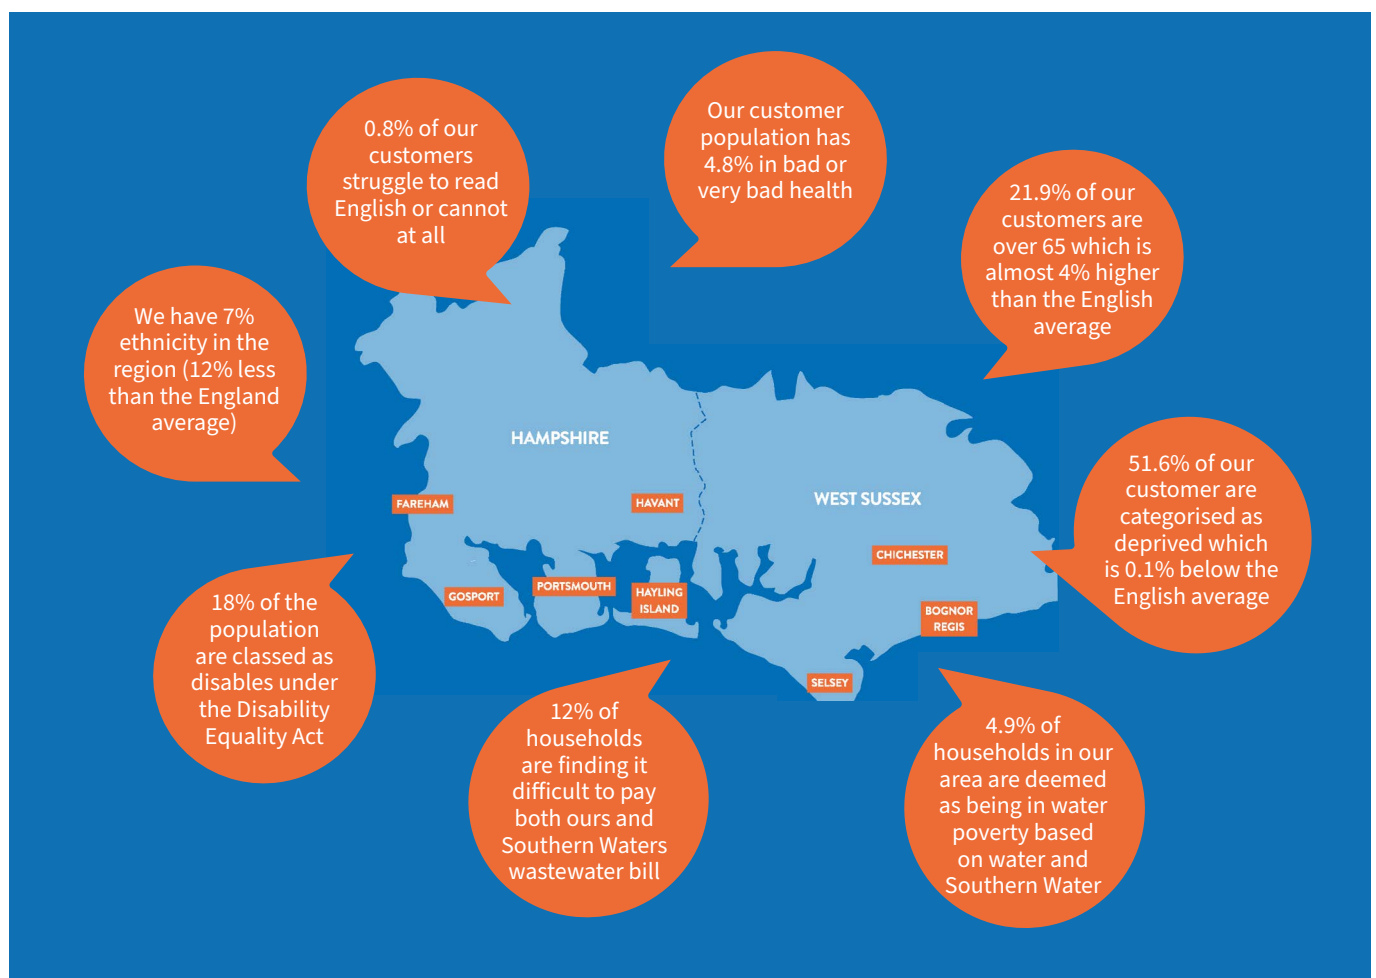 0.8% of our
customers
struggle to read
English or cannot
at all
Our customer
population has
4.8% in bad or
very bad health
21.9% of our
customers are
over 65 which is
almost 4% higher
than the English
average
We have 7%
ethnicity in the
region (12% less
than the England
average)
HAMPSHIRE
WEST SUSSEX
FAREHAM
HAVANT
CHICHESTER
GOSPORT
PORTSMOUTH
HAYLING
ISLAND
BOGNOR
REGIS
SELSEY
51.6% of our
customer are
categorised as
deprived which
is 0.1% below the
English average
18% of the
population
are classed as
disables under
the Disability
Equality Act
12% of
households
are finding it
difficult to pay
both ours and
Southern Waters
wastewater bill
4.9% of
households in our
area are deemed
as being in water
poverty based
on water and
Southern Water